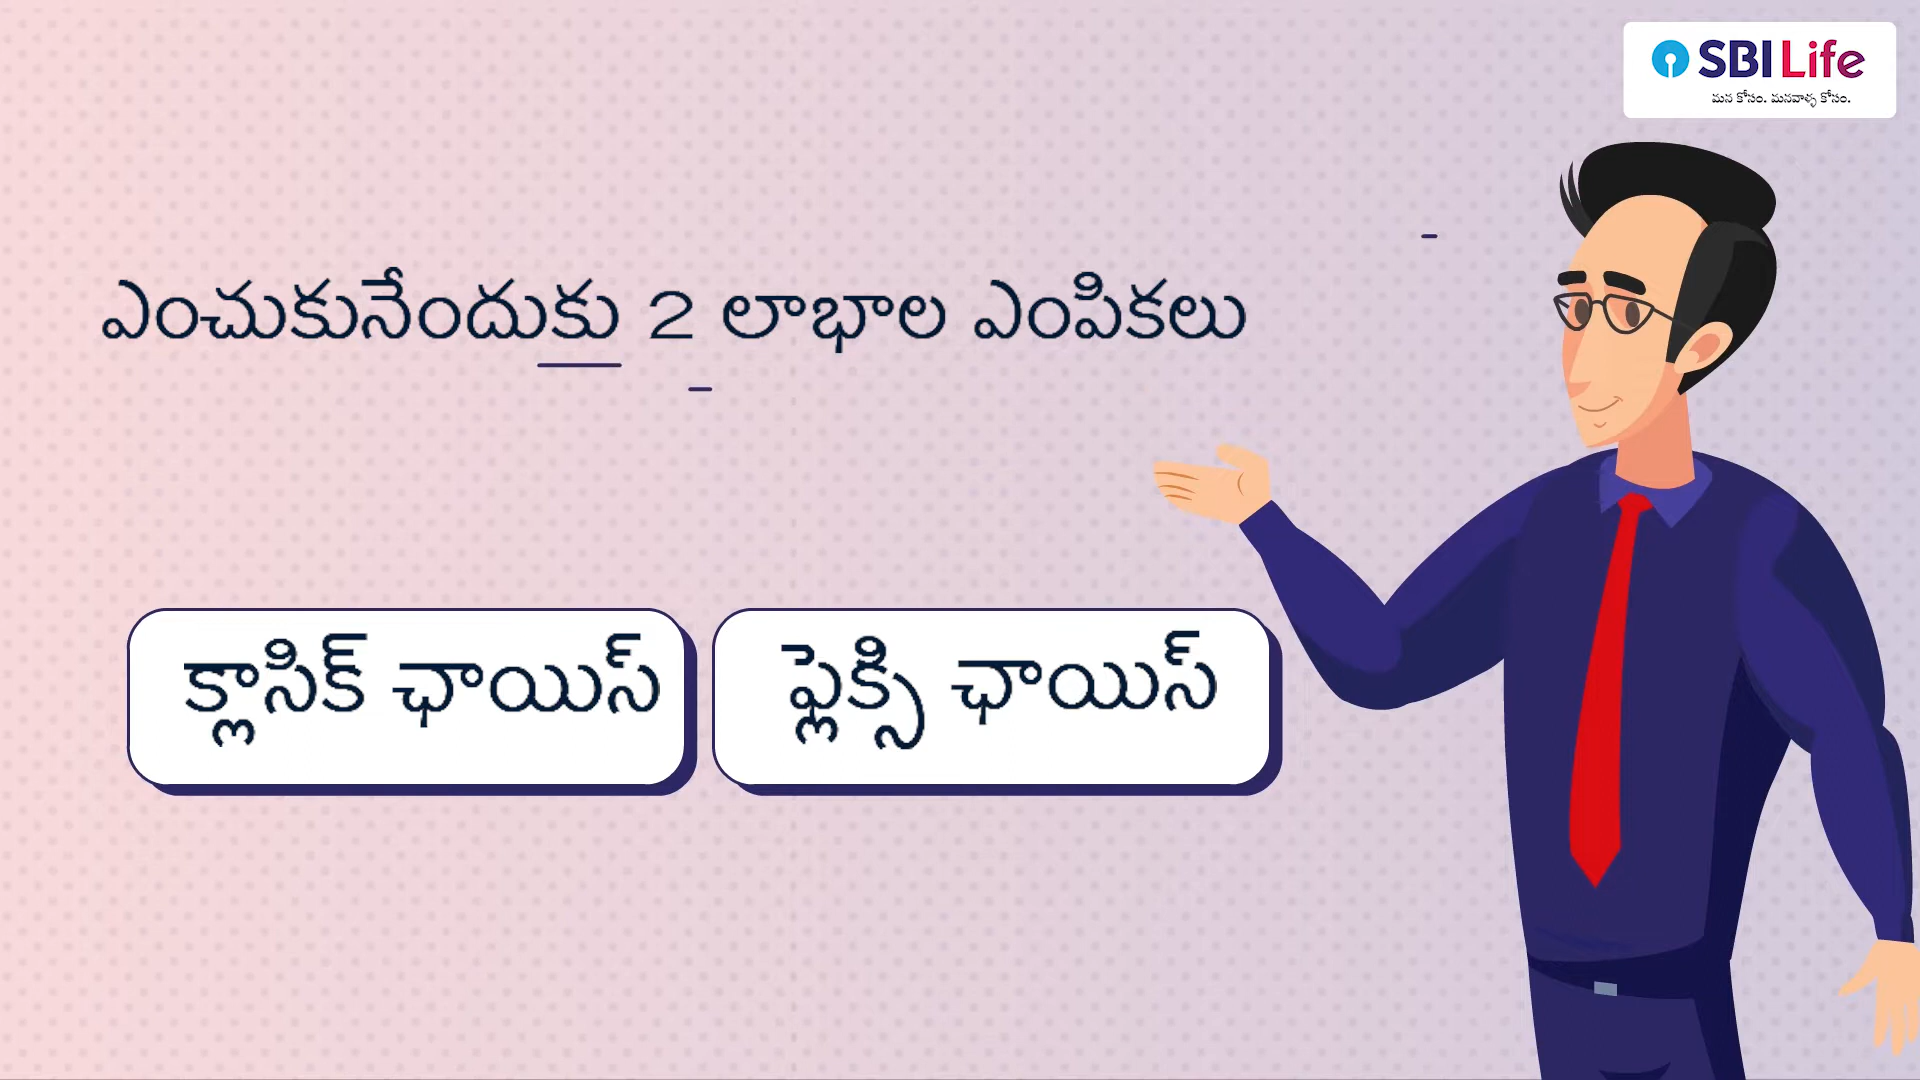 SBI Life
మన కోసం. మనవాళ్ళ కోసం.
ఎంచుకునేందుకు 2 లాభాల ఎంపికలు
క్లాసిక్ ఛాయిస్
ఫ్లెక్సి ఛాయిస్